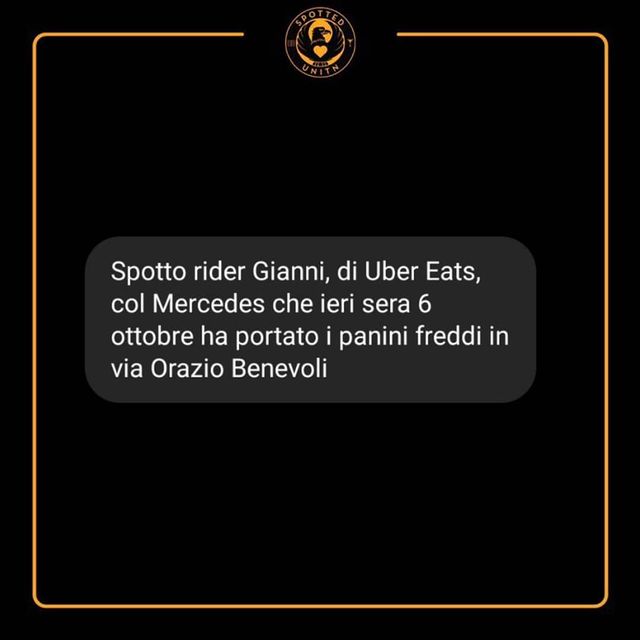 SPOTTED
UNITN
Spotto rider Gianni, di Uber Eats,
col Mercedes che ieri sera 6
ottobre ha portato i panini freddi in
via Orazio Benevoli